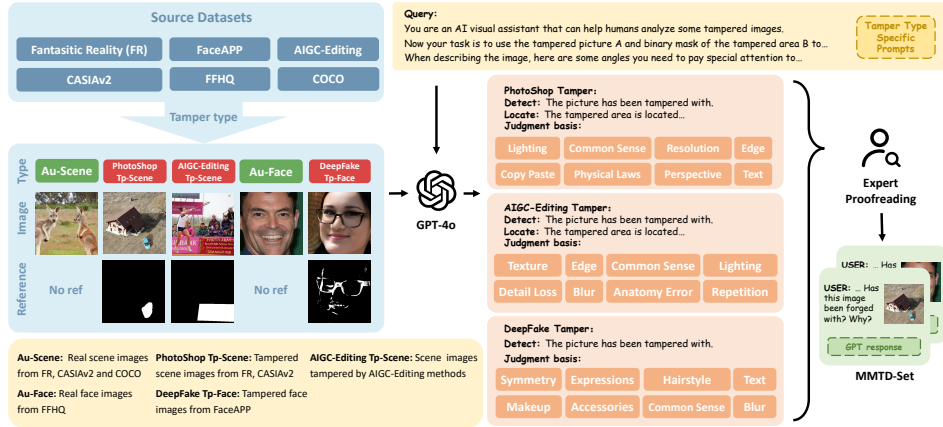 Source Datasets
Fantasitic Reality (FR)
FaceAPP
AIGC-Editing
CASIAv2
FFHQ
COCO
Tamper type
Type
Au-Scene
PhotoShop
Tp-Scene
AIGC-Editing
Tp-Scene
Au-Face
DeepFake
Tp-Face
Image
Reference
No ref
No ref
Au-Scene: Real scene images
from FR, CASIAv2 and COCO
PhotoShop Tp-Scene: Tampered
scene images from FR, CASIAv2
AIGC-Editing Tp-Scene: Scene images
tampered by AIGC-Editing methods
Au-Face: Real face images
from FFHQ
DeepFake Tp-Face: Tampered face
images from FaceAPP
Query:
You are an AI visual assistant that can help humans analyze some tampered images.
Now your task is to use the tampered picture A and binary mask of the tampered area B to...
When describing the image, here are some angles you need to pay special attention to...
Tamper Type
Specific
Prompts
GPT-4o
PhotoShop Tamper:
Detect: The picture has been tampered with.
Locate: The tampered area is located...
Judgment basis:
Lighting
Common Sense
Resolution
Edge
Copy Paste
Physical Laws
Perspective
Text
AIGC-Editing Tamper:
Detect: The picture has been tampered with.
Locate: The tampered area is located...
Judgment basis:
Texture
Edge
Common Sense
Lighting
Detail Loss
Blur
Anatomy Error
Repetition
DeepFake Tamper:
Detect: The picture has been tampered with.
Judgment basis:
Symmetry
Expressions
Hairstyle
Text
Makeup
Accessories
Common Sense
Blur
Expert
Proofreading
USER: ... Has
USER: ... Has
this image
been forged
with? Why?
GPT response
MMTD-Set